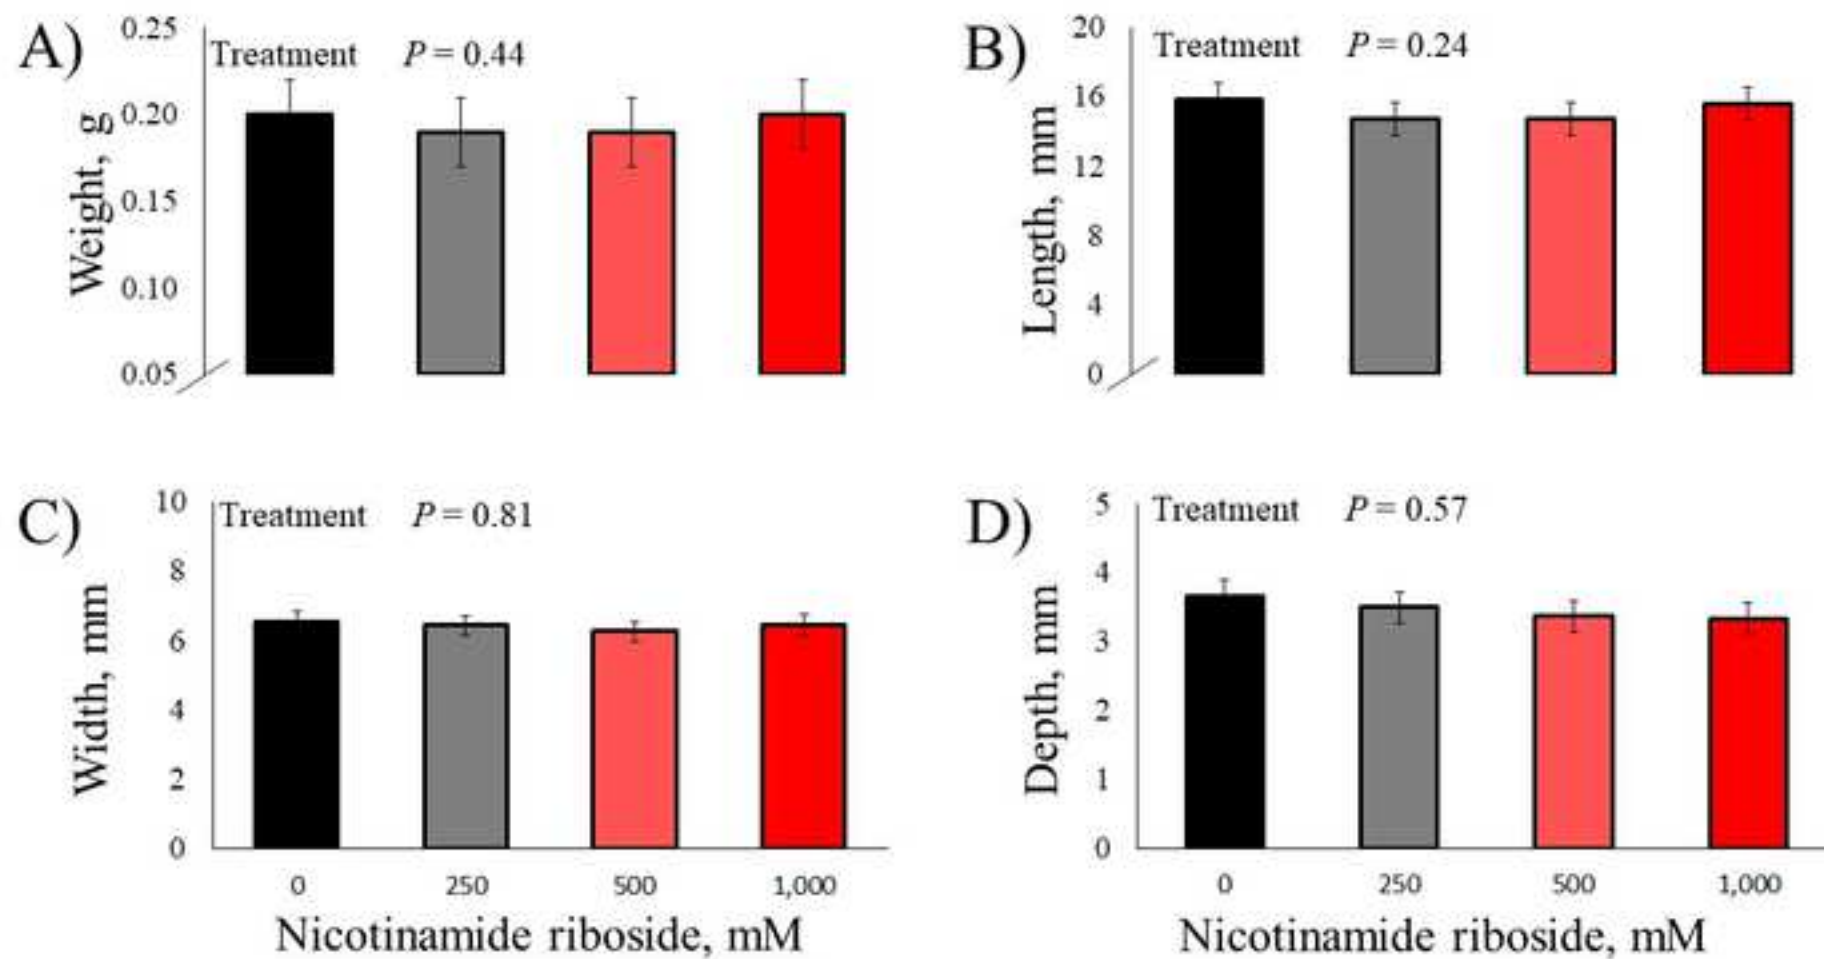 A)
Treatment P = 0.44
Weight, g
0.25
0.20
0.15
0.10
0.05
B)
Treatment P = 0.24
Length, mm
20
16
12
8
4
0
C)
Treatment P = 0.81
Width, mm
10
8
6
4
2
0
0 250 500 1,000
Nicotinamide riboside, mM
D)
Treatment P = 0.57
Depth, mm
5
4
3
2
1
0
0 250 500 1,000
Nicotinamide riboside, mM